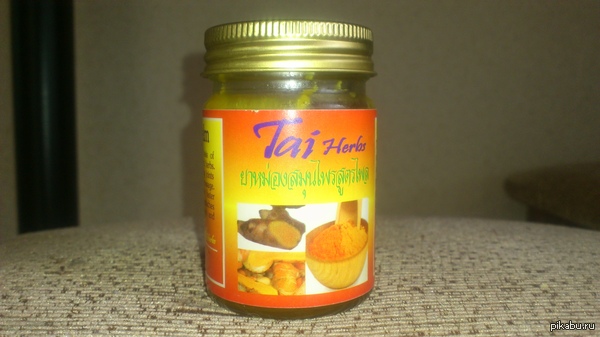 Tai Herbs
ยาหม่องสมุนไพรสูตรไพล
pikabu.ru